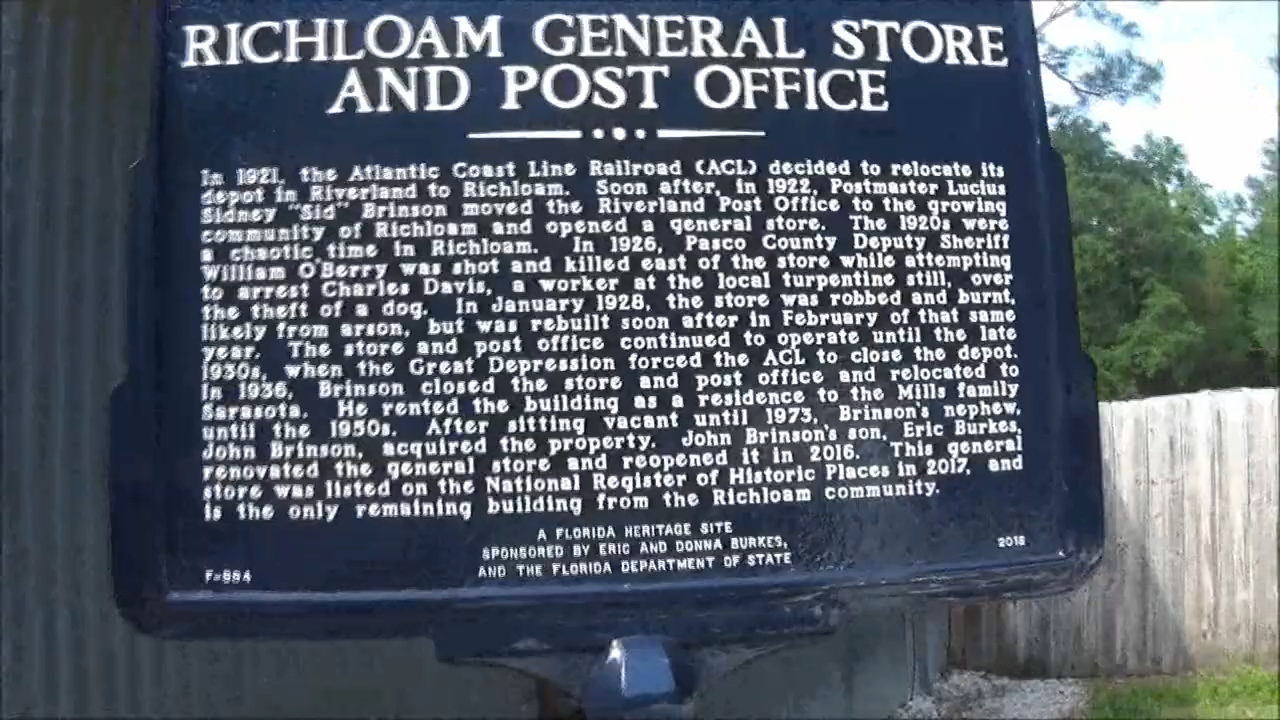 RICHLOAM GENERAL STORE
AND POST OFFICE
In 1921, the Atlantic Coast Line Railroad (ACL) decided to relocate its
depot in Riverland to Richloam. Soon after, in 1922, Postmaster Lucius
Sidney "Sid" Brinson moved the Riverland Post Office to the growing
community of Richloam and opened a general store. The 1920s were
a chaotic time in Richloam. In 1926, Pasco County Deputy Sheriff
William O'Berry was shot and killed east of the store while attempting
to arrest Charles Davis, a worker at the local turpentine still, over
the theft of a dog. In January 1928, the store was robbed and burnt,
likely from arson, but was rebuilt soon after in February of that same
year. The store and post office continued to operate until the late
1930s, when the Great Depression forced the ACL to close the depot.
In 1936, Brinson closed the store and post office and relocated to
Sarasota. He rented the building as a residence to the Mills family
until the 1950s. After sitting vacant until 1973, Brinson's nephew,
John Brinson, acquired the property. John Brinson's son, Eric Burkes,
renovated the general store and reopened it in 2016. This general
store was listed on the National Register of Historic Places in 2017, and
is the only remaining building from the Richloam community.
A FLORIDA HERITAGE SITE
SPONSORED BY ERIC AND DONNA BURKES,
AND THE FLORIDA DEPARTMENT OF STATE